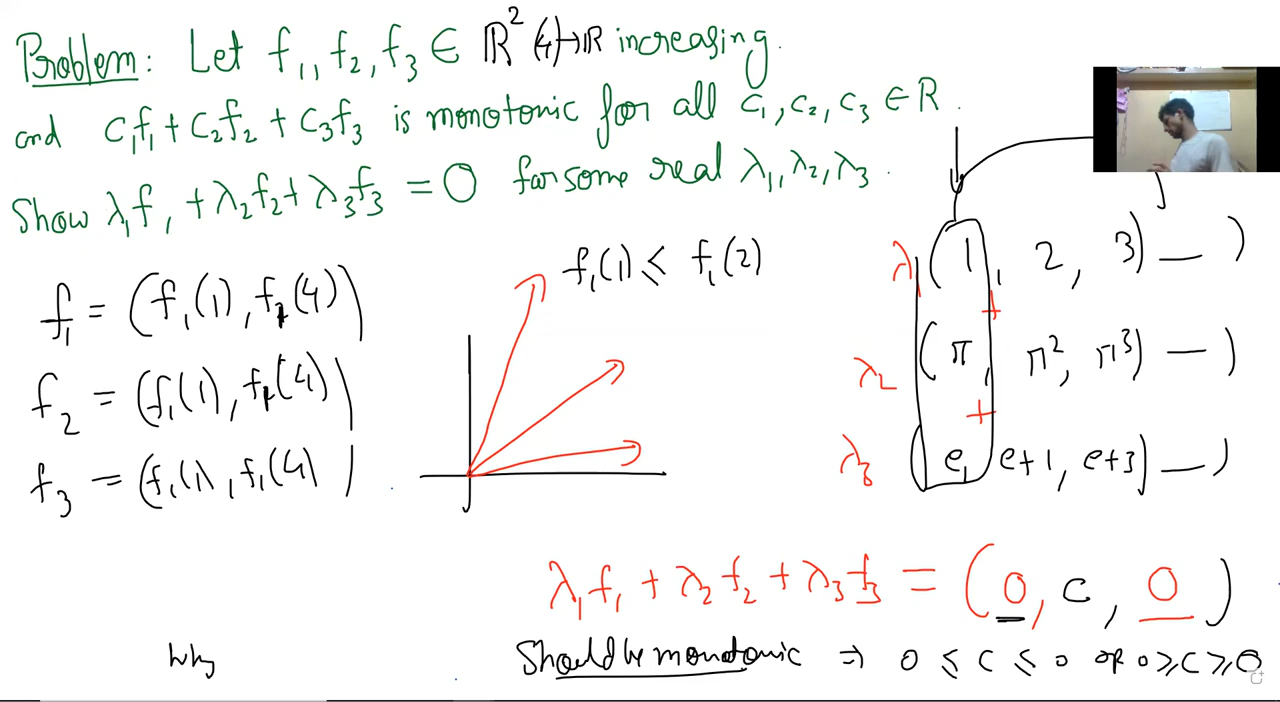 Problem: Let f₁, f₂, f₃ ∈ ℝ² (4)→ℝ increasing.
and c₁f₁ + c₂f₂ + c₃f₃ is monotonic for all c₁, c₂, c₃ ∈ R.
Show λ₁f₁ + λ₂f₂ + λ₃f₃ = 0 for some real λ₁, λ₂, λ₃.
f₁ = (f₁(1), f₁(4))
f₂ = (f₁(1), f₁(4))
f₃ = (f₁(1), f₁(4))
f₁(1) ≤ f₁(2)
λ₁ (1, 2, 3) — )
+
λ₂ (π, π², π³) — )
+
λ₃ (e, e+1, e+3) — )
λ₁f₁ + λ₂f₂ + λ₃f₃ = (0, c, 0)
Should be monotonic ⇒ 0 ≤ c ≤ 0 or 0 ≥ c ≥ 0
why